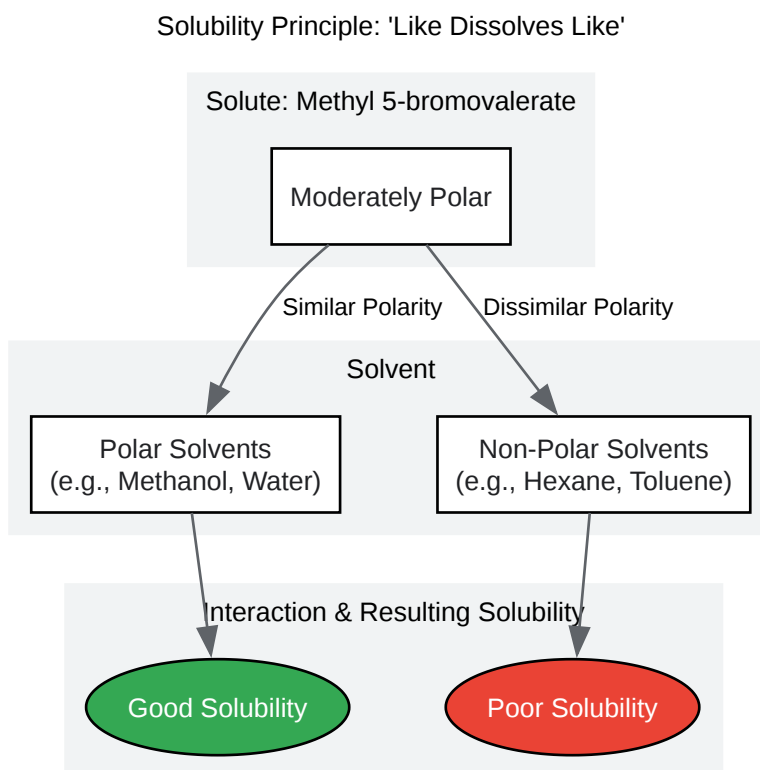 Solubility Principle: 'Like Dissolves Like'
Solute: Methyl 5-bromovalerate
Moderately Polar
Similar Polarity
Dissimilar Polarity
Solvent
Polar Solvents
(e.g., Methanol, Water)
Non-Polar Solvents
(e.g., Hexane, Toluene)
Interaction & Resulting Solubility
Good Solubility
Poor Solubility